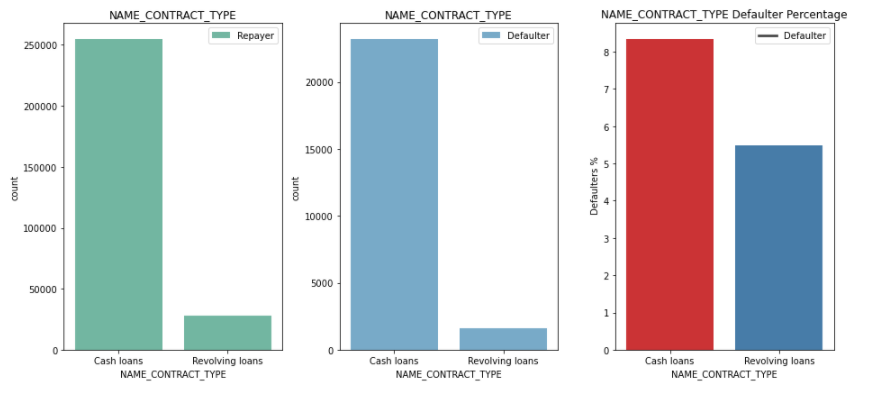 NAME_CONTRACT_TYPE
Repayer
250000
200000
150000
100000
50000
0
count
Cash loans
Revolving loans
NAME_CONTRACT_TYPE
NAME_CONTRACT_TYPE
Defaulter
20000
15000
10000
5000
0
count
Cash loans
Revolving loans
NAME_CONTRACT_TYPE
NAME_CONTRACT_TYPE Defaulter Percentage
Defaulter
8
7
6
5
4
3
2
1
0
Defaulters %
Cash loans
Revolving loans
NAME_CONTRACT_TYPE